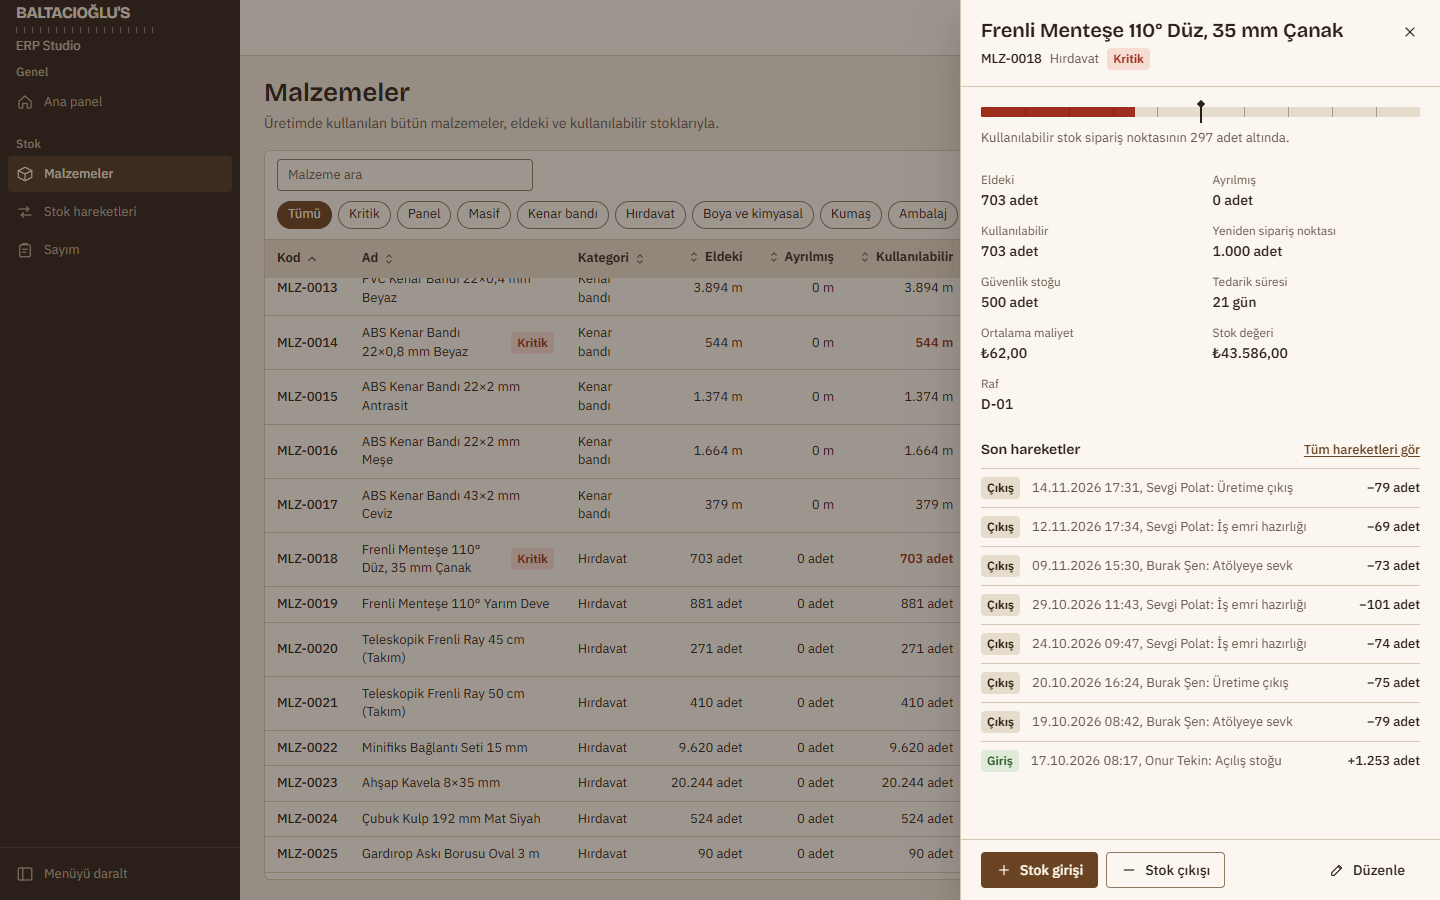 BALTACIOĞLU'S
ERP Studio
Genel
Ana panel
Stok
Malzemeler
Stok hareketleri
Sayım
Menüyü daralt
Malzemeler
Üretimde kullanılan bütün malzemeler, eldeki ve kullanılabilir stoklarıyla.
Malzeme ara
Tümü Kritik Panel Masif Kenar bandı Hırdavat Boya ve kimyasal Kumaş Ambalaj
Kod Ad Kategori Eldeki Ayrılmış Kullanılabilir
MLZ-0013 PVC Kenar Bandı 22×0,4 mm Beyaz Kenar bandı 3.894 m 0 m 3.894 m
MLZ-0014 ABS Kenar Bandı 22×0,8 mm Beyaz Kritik Kenar bandı 544 m 0 m 544 m
MLZ-0015 ABS Kenar Bandı 22×2 mm Antrasit Kenar bandı 1.374 m 0 m 1.374 m
MLZ-0016 ABS Kenar Bandı 22×2 mm Meşe Kenar bandı 1.664 m 0 m 1.664 m
MLZ-0017 ABS Kenar Bandı 43×2 mm Ceviz Kenar bandı 379 m 0 m 379 m
MLZ-0018 Frenli Menteşe 110° Düz, 35 mm Çanak Kritik Hırdavat 703 adet 0 adet 703 adet
MLZ-0019 Frenli Menteşe 110° Yarım Deve Hırdavat 881 adet 0 adet 881 adet
MLZ-0020 Teleskopik Frenli Ray 45 cm (Takım) Hırdavat 271 adet 0 adet 271 adet
MLZ-0021 Teleskopik Frenli Ray 50 cm (Takım) Hırdavat 410 adet 0 adet 410 adet
MLZ-0022 Minifiks Bağlantı Seti 15 mm Hırdavat 9.620 adet 0 adet 9.620 adet
MLZ-0023 Ahşap Kavela 8×35 mm Hırdavat 20.244 adet 0 adet 20.244 adet
MLZ-0024 Çubuk Kulp 192 mm Mat Siyah Hırdavat 524 adet 0 adet 524 adet
MLZ-0025 Gardırop Askı Borusu Oval 3 m Hırdavat 90 adet 0 adet 90 adet
Frenli Menteşe 110° Düz, 35 mm Çanak
MLZ-0018 Hırdavat Kritik
Kullanılabilir stok sipariş noktasının 297 adet altında.
Eldeki Ayrılmış
703 adet 0 adet
Kullanılabilir Yeniden sipariş noktası
703 adet 1.000 adet
Güvenlik stoğu Tedarik süresi
500 adet 21 gün
Ortalama maliyet Stok değeri
₺62,00 ₺43.586,00
Raf
D-01
Son hareketler Tüm hareketleri gör
Çıkış 14.11.2026 17:31, Sevgi Polat: Üretime çıkış −79 adet
Çıkış 12.11.2026 17:34, Sevgi Polat: İş emri hazırlığı −69 adet
Çıkış 09.11.2026 15:30, Burak Şen: Atölyeye sevk −73 adet
Çıkış 29.10.2026 11:43, Sevgi Polat: İş emri hazırlığı −101 adet
Çıkış 24.10.2026 09:47, Sevgi Polat: İş emri hazırlığı −74 adet
Çıkış 20.10.2026 16:24, Burak Şen: Üretime çıkış −75 adet
Çıkış 19.10.2026 08:42, Burak Şen: Atölyeye sevk −79 adet
Giriş 17.10.2026 08:17, Onur Tekin: Açılış stoğu +1.253 adet
Stok girişi Stok çıkışı Düzenle